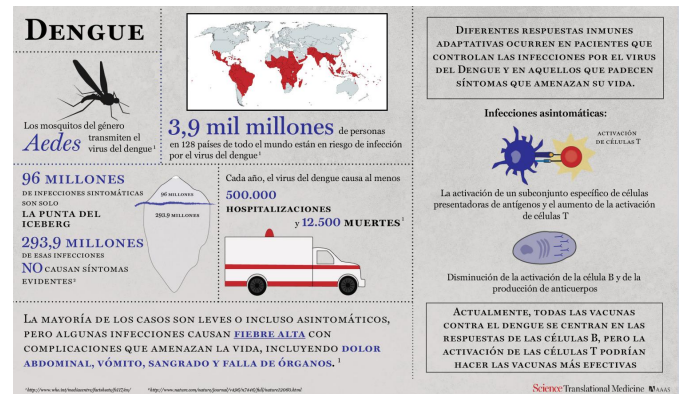 DENGUE
Los mosquitos del género
Aedes transmiten el
virus del dengue¹
3,9 mil millones de personas
en 128 países de todo el mundo están en riesgo de infección
por el virus del dengue¹
96 MILLONES
DE INFECCIONES SINTOMÁTICAS
SON SOLO
LA PUNTA DEL
ICEBERG
293,9 MILLONES
DE ESAS INFECCIONES
NO CAUSAN SÍNTOMAS
EVIDENTES²
96 MILLONES
293,9 MILLONES
Cada año, el virus del dengue causa al menos
500.000
HOSPITALIZACIONES
y 12.500 MUERTES¹
LA MAYORÍA DE LOS CASOS SON LEVES O INCLUSO ASINTOMÁTICOS,
PERO ALGUNAS INFECCIONES CAUSAN FIEBRE ALTA CON
COMPLICACIONES QUE AMENAZAN LA VIDA, INCLUYENDO DOLOR
ABDOMINAL, VÓMITO, SANGRADO Y FALLA DE ÓRGANOS. ¹
DIFERENTES RESPUESTAS INMUNES
ADAPTATIVAS OCURREN EN PACIENTES QUE
CONTROLAN LAS INFECCIONES POR EL VIRUS
DEL DENGUE Y EN AQUELLOS QUE PADECEN
SÍNTOMAS QUE AMENAZAN SU VIDA.
Infecciones asintomáticas:
ACTIVACIÓN
DE CÉLULAS T
La activación de un subconjunto específico de células
presentadoras de antígenos y el aumento de la activación
de células T
Disminución de la activación de la célula B y de la
producción de anticuerpos
ACTUALMENTE, TODAS LAS VACUNAS
CONTRA EL DENGUE SE CENTRAN EN LAS
RESPUESTAS DE LAS CÉLULAS B, PERO LA
ACTIVACIÓN DE LAS CÉLULAS T PODRÍAN
HACER LAS VACUNAS MÁS EFECTIVAS
Science Translational Medicine AAAS